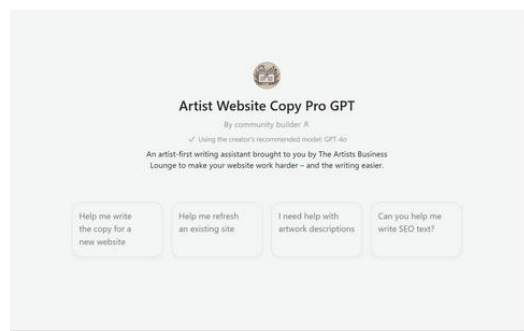 Artist Website Copy Pro GPT
By community builder
Using the creator's recommended model: GPT-4o
An artist-first writing assistant brought to you by The Artists Business
Lounge to make your website work harder – and the writing easier.
Help me write
the copy for a
new website
Help me refresh
an existing site
I need help with
artwork descriptions
Can you help me
write SEO text?